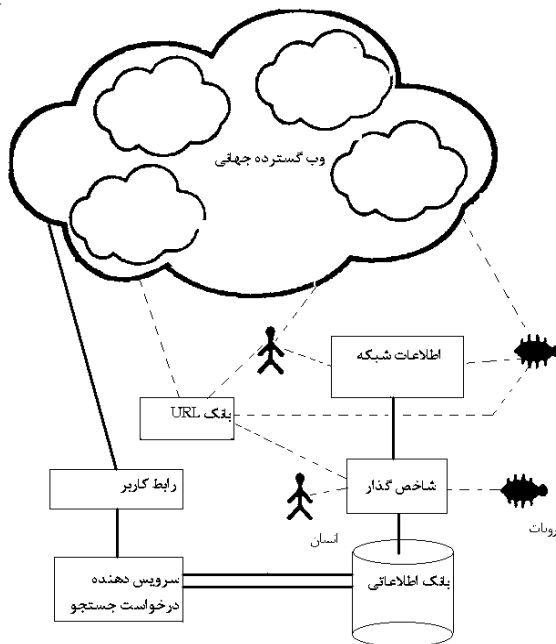 وب گسترده جهانی
اطلاعات شبکه
بانک URL
رابط کاربر
شاخص گذار
انسان
روبات
سرویس دهنده
درخواست جستجو
بانک اطلاعاتی